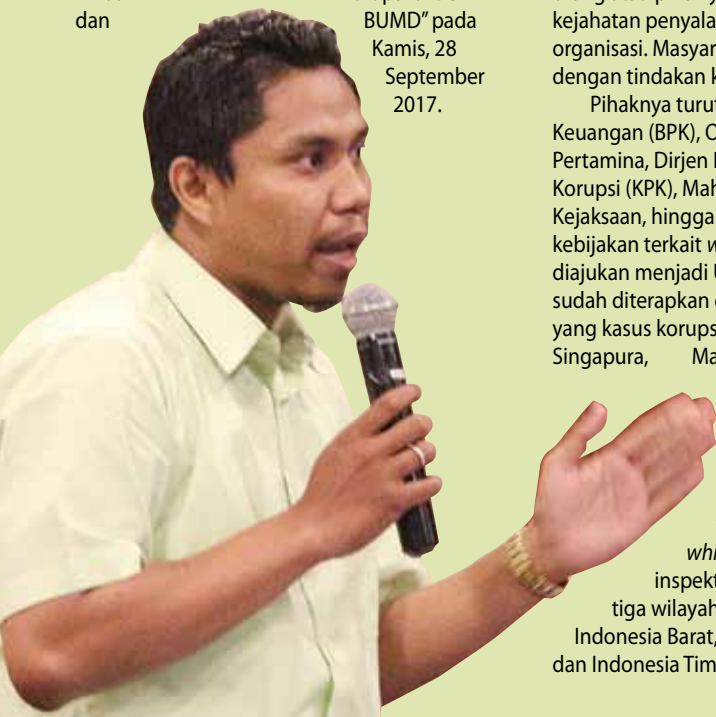 dan
BUMD” pada
Kamis, 28
September
2017.
kejahatan penyala
organisasi. Masyar
dengan tindakan k
Pihaknya turut
Keuangan (BPK), O
Pertamina, Dirjen
Korupsi (KPK), Mah
Kejaksaan, hingga
kebijakan terkait w
diajukan menjadi U
sudah diterapkan
yang kasus korups
Singapura, Ma
whi
inspekt
tiga wilayah
Indonesia Barat,
dan Indonesia Tim